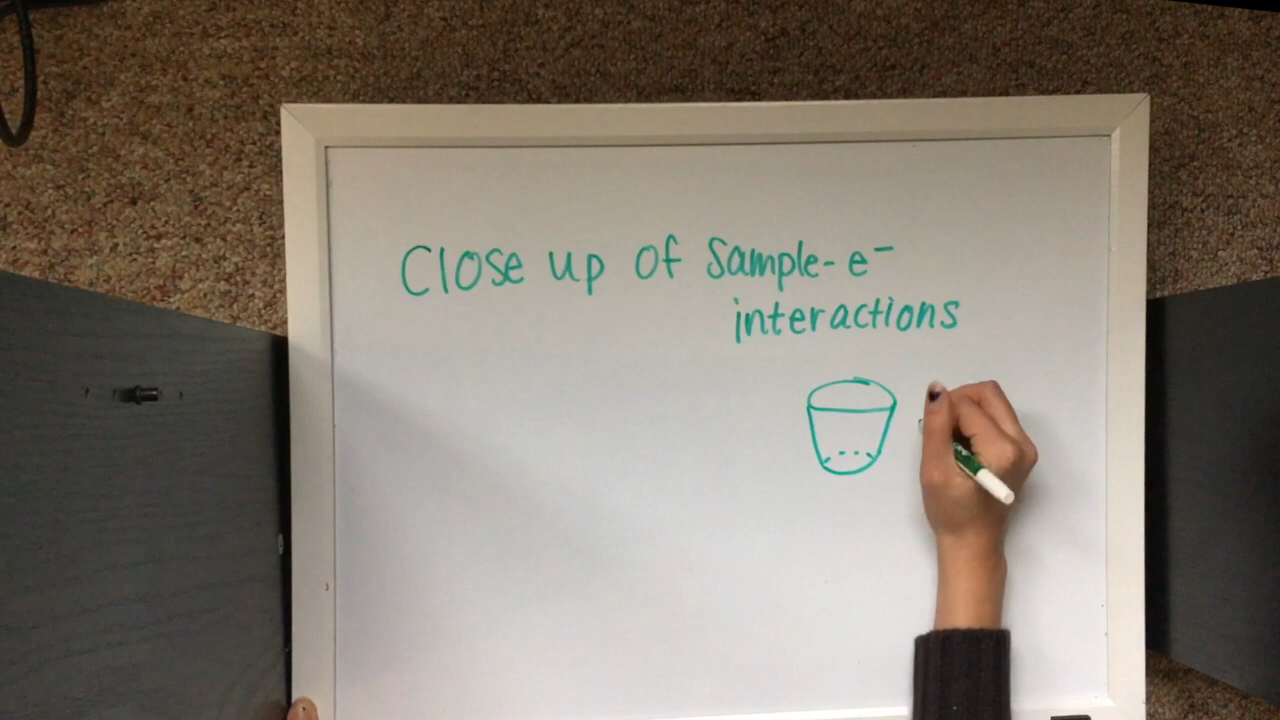 Close up of Sample- e⁻
interactions